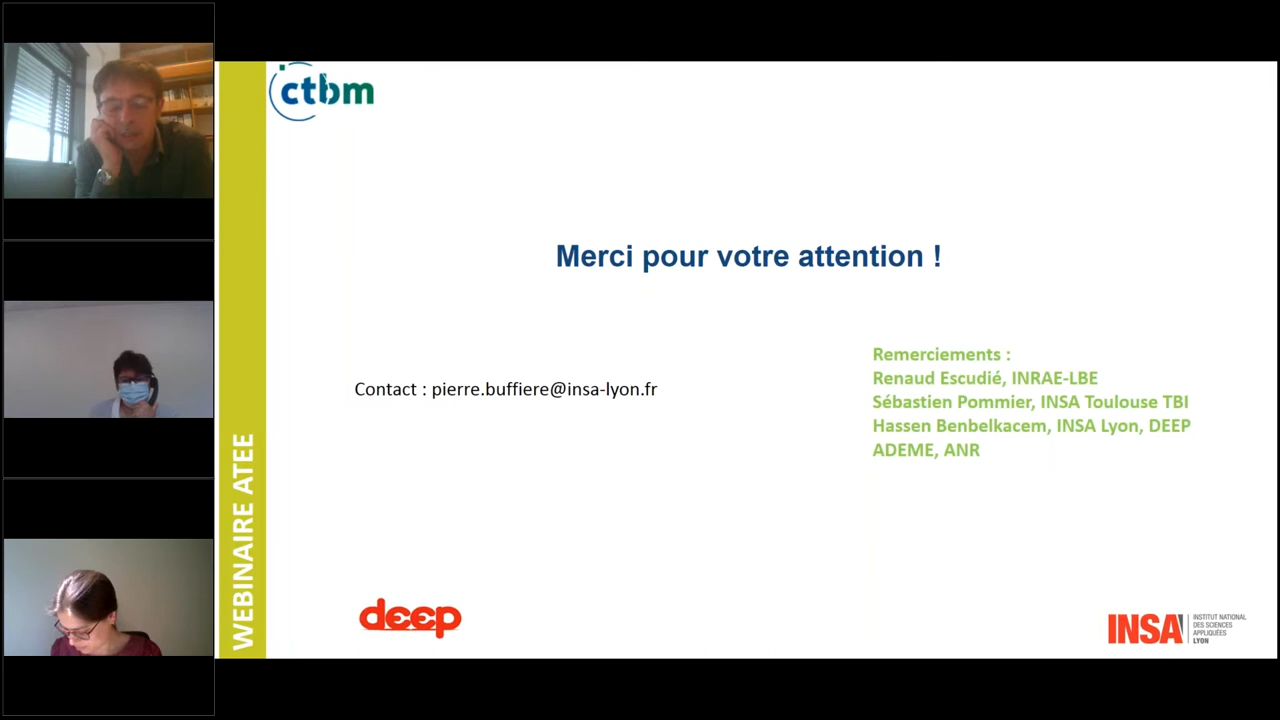 ctbm
Merci pour votre attention !
Contact : pierre.buffiere@insa-lyon.fr
Remerciements :
Renaud Escudié, INRAE-LBE
Sébastien Pommier, INSA Toulouse TBI
Hassen Benbelkacem, INSA Lyon, DEEP
ADEME, ANR
WEBINAIRE ATEE
deep
INSA
INSTITUT NATIONAL
DES SCIENCES
APPLIQUÉES
LYON